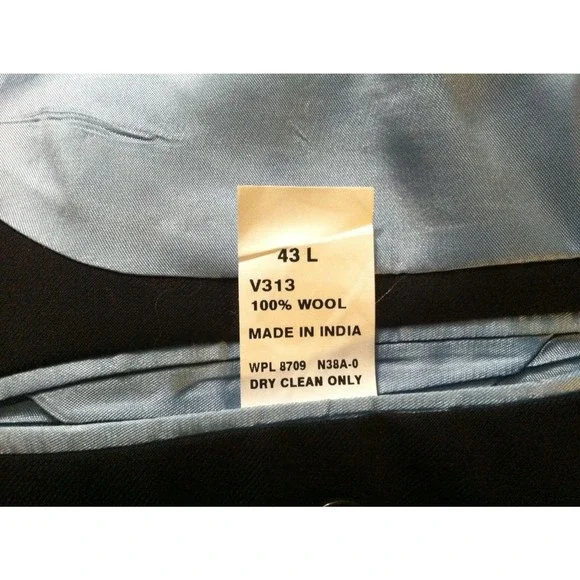 43 L
V313
100% WOOL
MADE IN INDIA
WPL 8709 N38A-0
DRY CLEAN ONLY